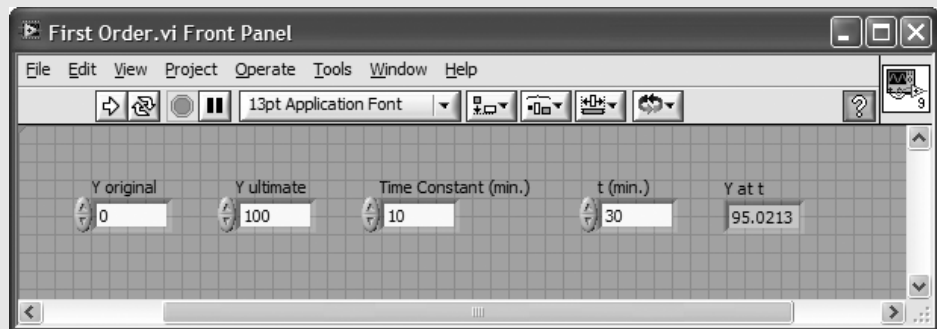 First Order.vi Front Panel
File Edit View Project Operate Tools Window Help
13pt Application Font
?
9
Y original Y ultimate Time Constant (min.) t (min.) Y at t
0 100 10 30 95.0213